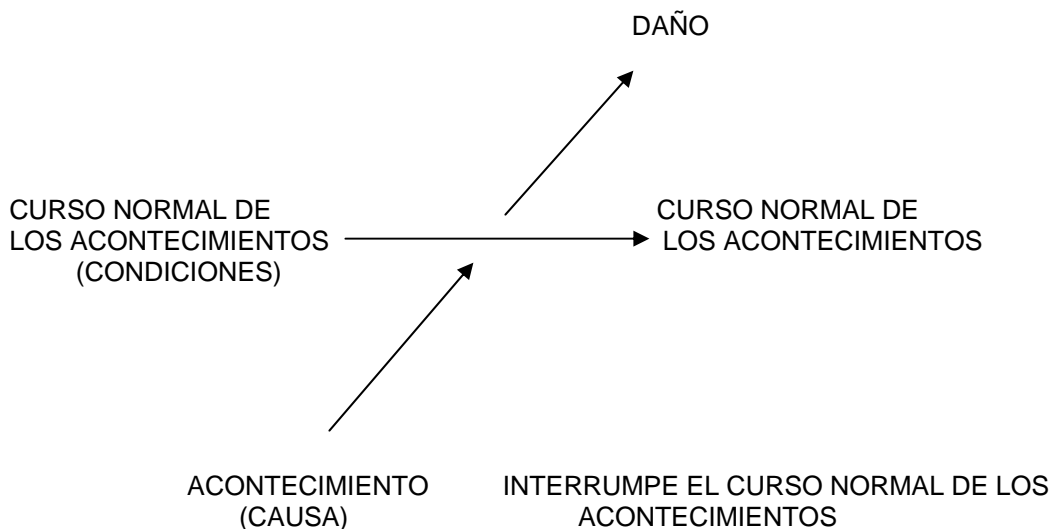 DAÑO
CURSO NORMAL DE
LOS ACONTECIMIENTOS
(CONDICIONES)
CURSO NORMAL DE
LOS ACONTECIMIENTOS
ACONTECIMIENTO
(CAUSA)
INTERRUMPE EL CURSO NORMAL DE LOS
ACONTECIMIENTOS